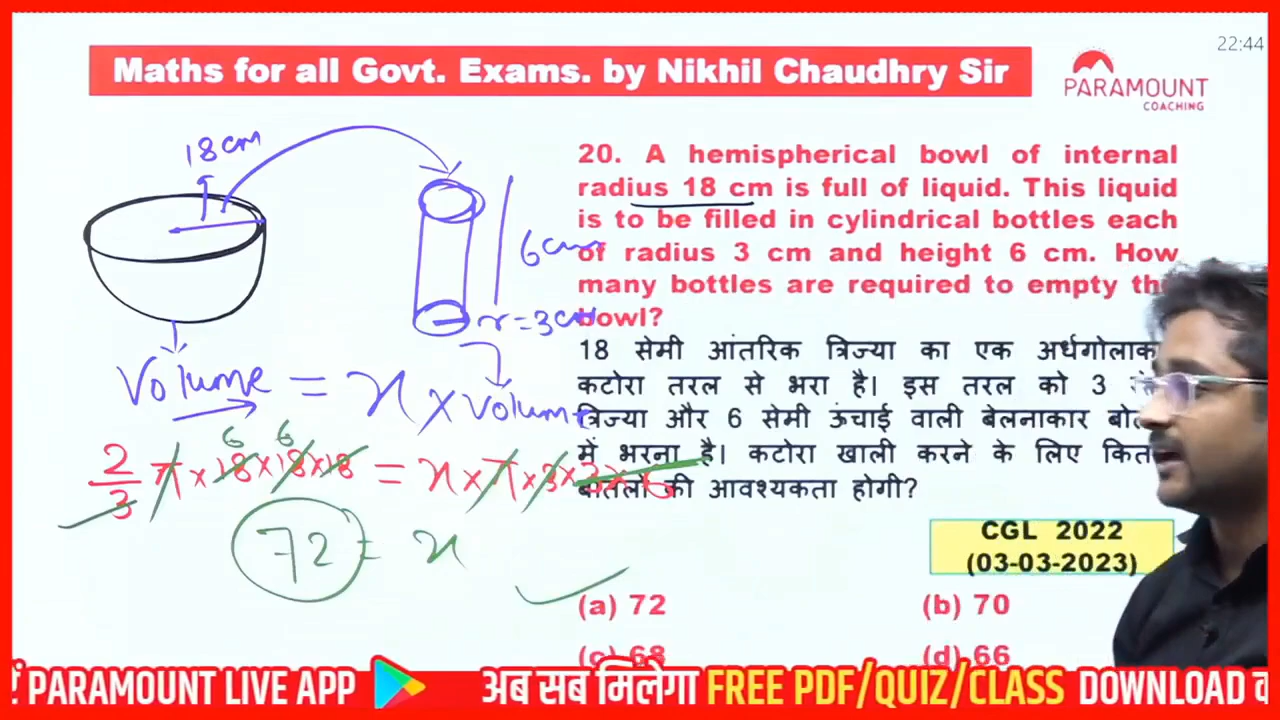 22:44
Maths for all Govt. Exams. by Nikhil Chaudhry Sir
PARAMOUNT
COACHING
18cm
6cm
r=3cm
Volume = x × Volume
2/3 π × 18 × 18 × 18 = x × π × 3 × 3 × 6
6 6
72 = x
20. A hemispherical bowl of internal
radius 18 cm is full of liquid. This liquid
is to be filled in cylindrical bottles each
of radius 3 cm and height 6 cm. How
many bottles are required to empty the
bowl?
18 सेमी आंतरिक त्रिज्या का एक अर्धगोलाका
कटोरा तरल से भरा है। इस तरल को 3
त्रिज्या और 6 सेमी ऊंचाई वाली बेलनाकार बोत
में भरना है। कटोरा खाली करने के लिए कित
बोतलों की आवश्यकता होगी?
CGL 2022
(03-03-2023)
(a) 72
(b) 70
(c) 68
(d) 66
में PARAMOUNT LIVE APP अब सब मिलेगा FREE PDF/QUIZ/CLASS DOWNLOAD